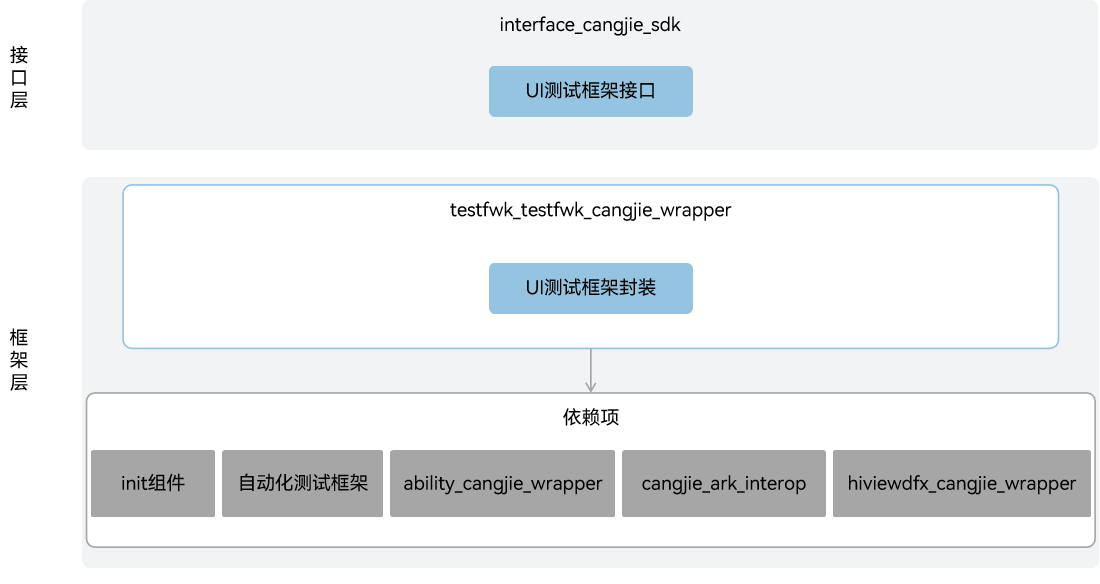 接口层
interface_cangjie_sdk
UI测试框架接口
框架层
testfwk_testfwk_cangjie_wrapper
UI测试框架封装
依赖项
init组件
自动化测试框架
ability_cangjie_wrapper
cangjie_ark_interop
hiviewdfx_cangjie_wrapper